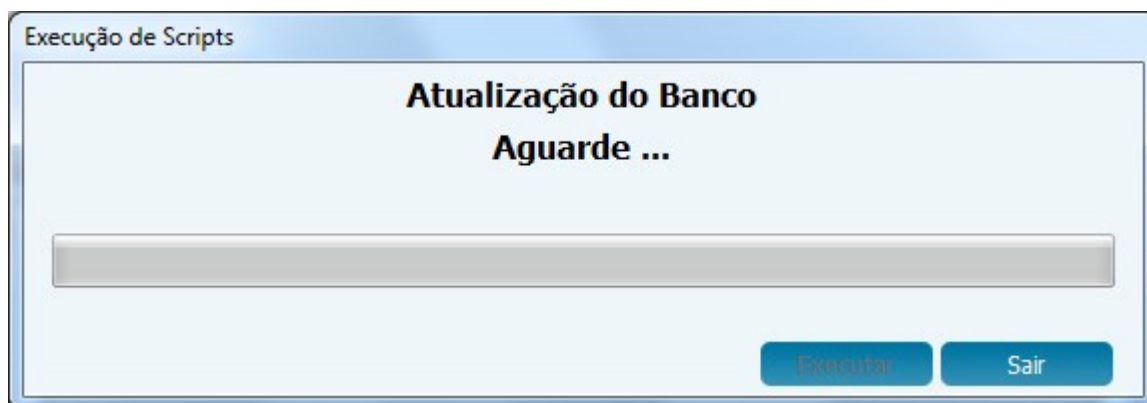 Execução de Scripts
Atualização do Banco
Aguarde ...
Executar
Sair